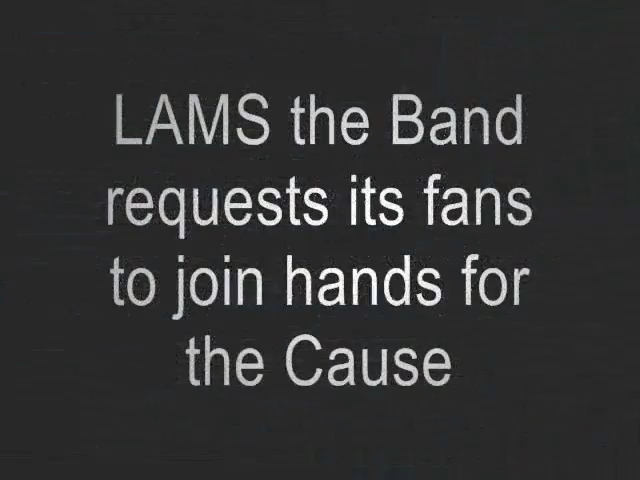 LAMS the Band
requests its fans
to join hands for
the Cause